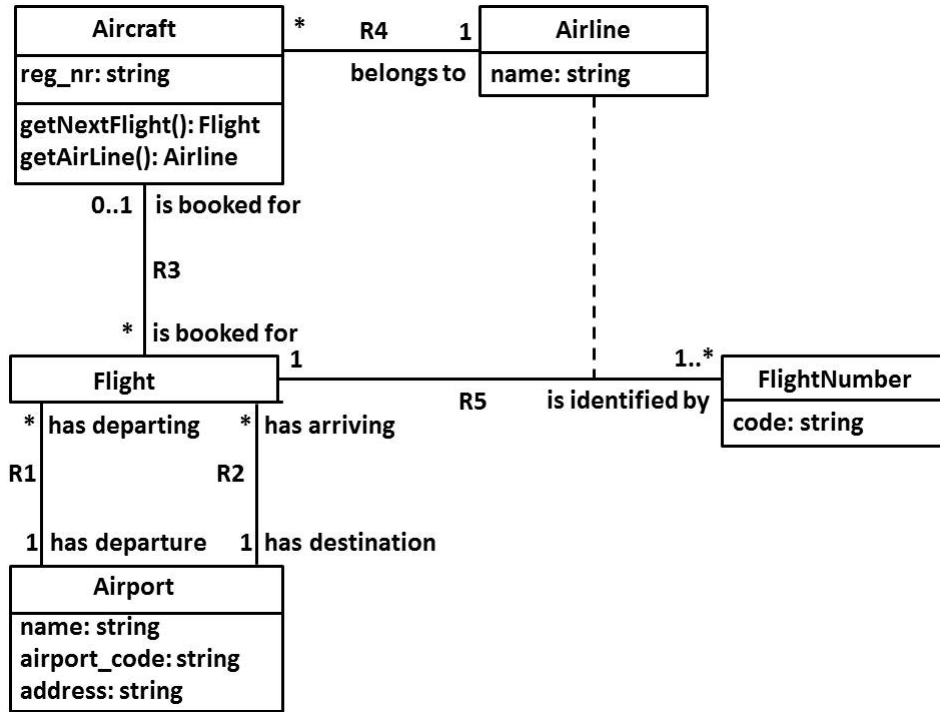 Aircraft
reg_nr: string
getNextFlight(): Flight
getAirLine(): Airline
* R4 1
belongs to
Airline
name: string
0..1 is booked for
R3
* is booked for
Flight
1 1..*
R5 is identified by
FlightNumber
code: string
* has departing * has arriving
R1 R2
1 has departure 1 has destination
Airport
name: string
airport_code: string
address: string